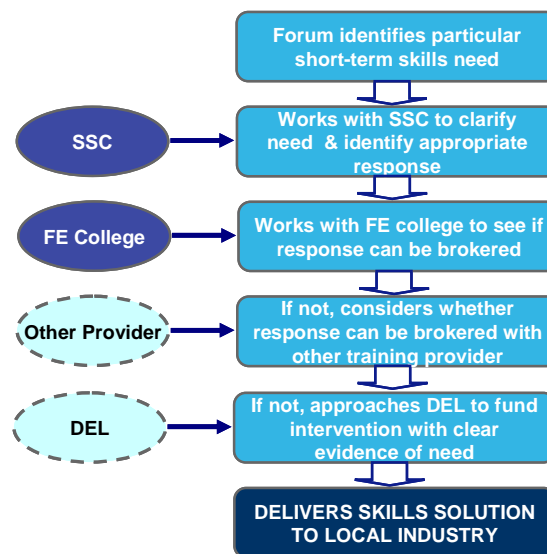 Forum identifies particular
short-term skills need
SSC
Works with SSC to clarify
need & identify appropriate
response
FE College
Works with FE college to see if
response can be brokered
Other Provider
If not, considers whether
response can be brokered with
other training provider
DEL
If not, approaches DEL to fund
intervention with clear
evidence of need
DELIVERS SKILLS SOLUTION
TO LOCAL INDUSTRY